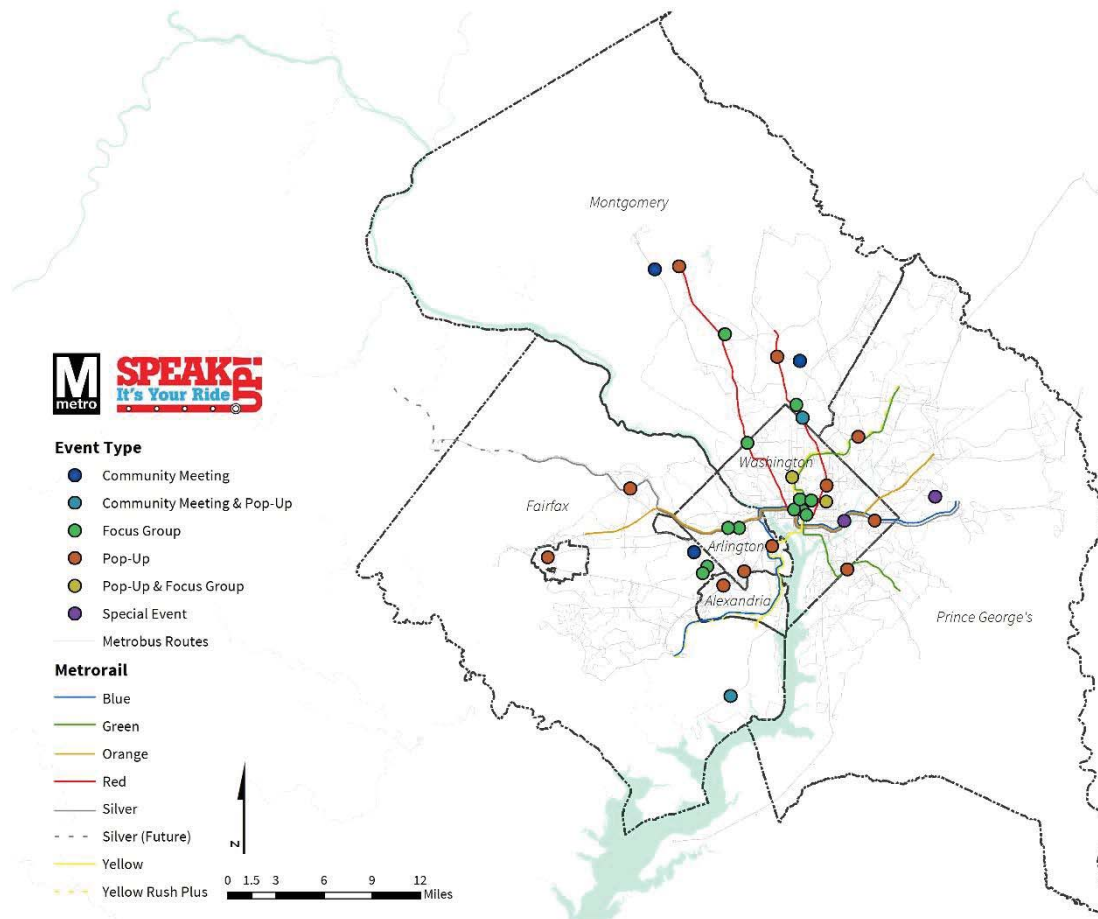 Montgomery
M
metro
SPEAK UP!
It's Your Ride
Event Type
Community Meeting
Community Meeting & Pop-Up
Focus Group
Pop-Up
Pop-Up & Focus Group
Special Event
Metrobus Routes
Metrorail
Blue
Green
Orange
Red
Silver
Silver (Future)
Yellow
Yellow Rush Plus
N
0 1.5 3 6 9 12
Miles
Washington
Fairfax
Arlington
Alexandria
Prince George's